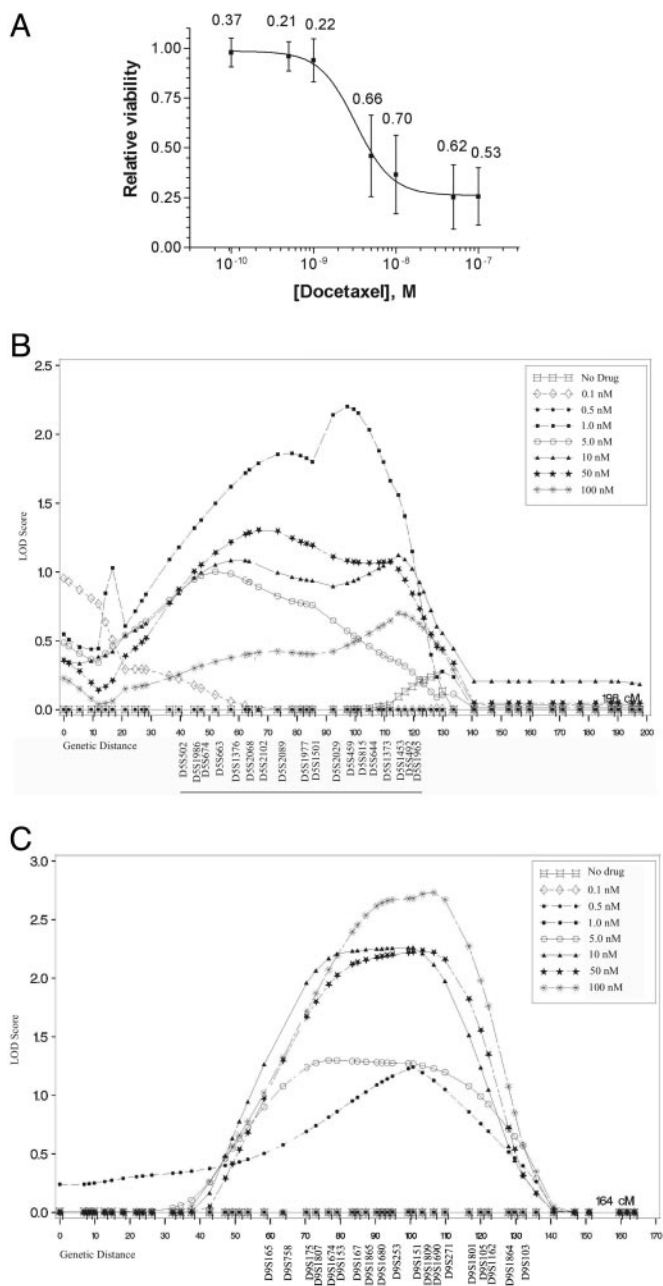 A
0.37
0.21
0.22
0.66
0.70
0.62
0.53
Relative viability
1.00
0.75
0.50
0.25
0.00
10⁻¹⁰
10⁻⁹
10⁻⁸
10⁻⁷
[Docetaxel], M
B
2.5
2.0
1.5
1.0
0.5
0.0
LOD Score
No Drug
0.1 nM
0.5 nM
1.0 nM
5.0 nM
10 nM
50 nM
100 nM
198 cM
0 10 20 30 40 50 60 70 80 90 100 110 120 130 140 150 160 170 180 190 200
Genetic Distance
D5S502
D5S1986
D5S674
D5S663
D5S1376
D5S2068
D5S2102
D5S2089
D5S1977
D5S1501
D5S2029
D5S459
D5S815
D5S644
D5S1373
D5S1453
D5S492
D5S1965
C
3.0
2.5
2.0
1.5
1.0
0.5
0.0
LOD Score
No drug
0.1 nM
0.5 nM
1.0 nM
5.0 nM
10 nM
50 nM
100 nM
164 cM
0 10 20 30 40 50 60 70 80 90 100 110 120 130 140 150 160 170
Genetic Distance
D9S165
D9S758
D9S175
D9S1807
D9S1674
D9S153
D9S167
D9S1865
D9S1680
D9S253
D9S151
D9S1809
D9S1690
D9S271
D9S1801
D9S105
D9S1162
D9S1864
D9S103